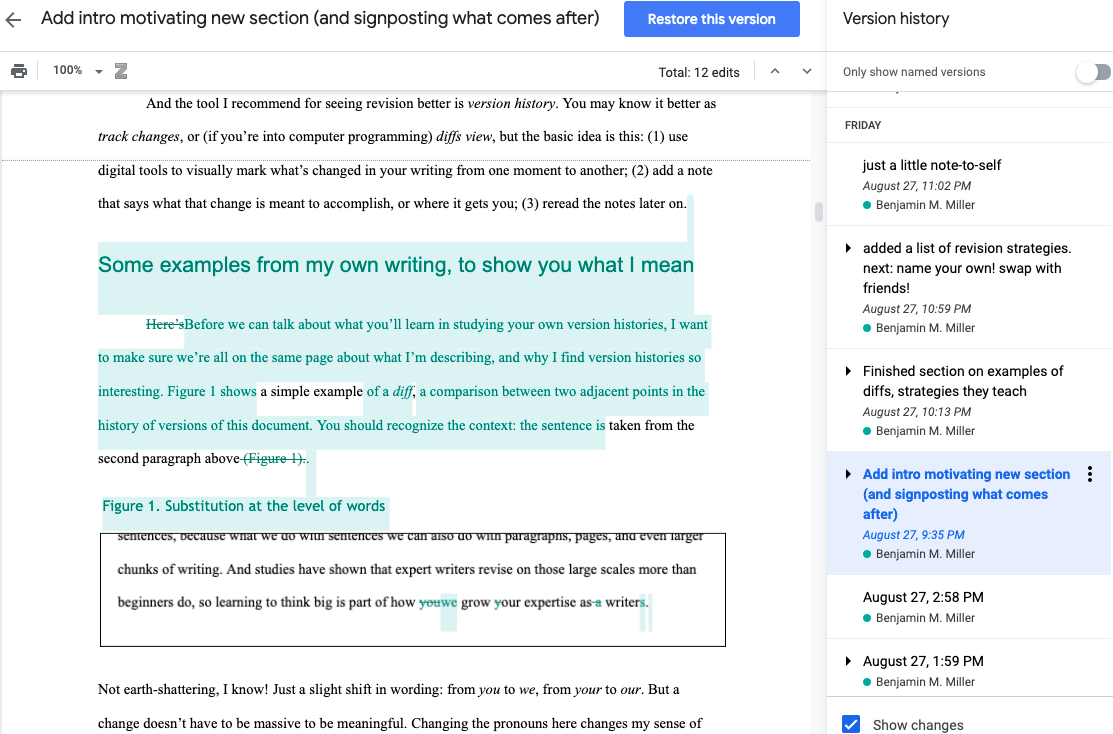 Add intro motivating new section (and signposting what comes after)
Restore this version
Version history
100%
Total: 12 edits
Only show named versions
And the tool I recommend for seeing revision better is version history. You may know it better as
track changes, or (if you're into computer programming) diffs view, but the basic idea is this: (1) use
digital tools to visually mark what's changed in your writing from one moment to another; (2) add a note
that says what that change is meant to accomplish, or where it gets you; (3) reread the notes later on.
Some examples from my own writing, to show you what I mean
Here'sBefore we can talk about what you'll learn in studying your own version histories, I want
to make sure we're all on the same page about what I'm describing, and why I find version histories so
interesting. Figure 1 shows a simple example of a diff, a comparison between two adjacent points in the
history of versions of this document. You should recognize the context: the sentence is taken from the
second paragraph above (Figure 1)..
Figure 1. Substitution at the level of words
sentences, because what we do with sentences we can also do with paragraphs, pages, and even larger
chunks of writing. And studies have shown that expert writers revise on those large scales more than
beginners do, so learning to think big is part of how youwe grow your expertise as a writers.
Not earth-shattering, I know! Just a slight shift in wording: from you to we, from your to our. But a
change doesn't have to be massive to be meaningful. Changing the pronouns here changes my sense of
FRIDAY
just a little note-to-self
August 27, 11:02 PM
Benjamin M. Miller
added a list of revision strategies.
next: name your own! swap with
friends!
August 27, 10:59 PM
Benjamin M. Miller
Finished section on examples of
diffs, strategies they teach
August 27, 10:13 PM
Benjamin M. Miller
Add intro motivating new section
(and signposting what comes
after)
August 27, 9:35 PM
Benjamin M. Miller
August 27, 2:58 PM
Benjamin M. Miller
August 27, 1:59 PM
Benjamin M. Miller
Show changes